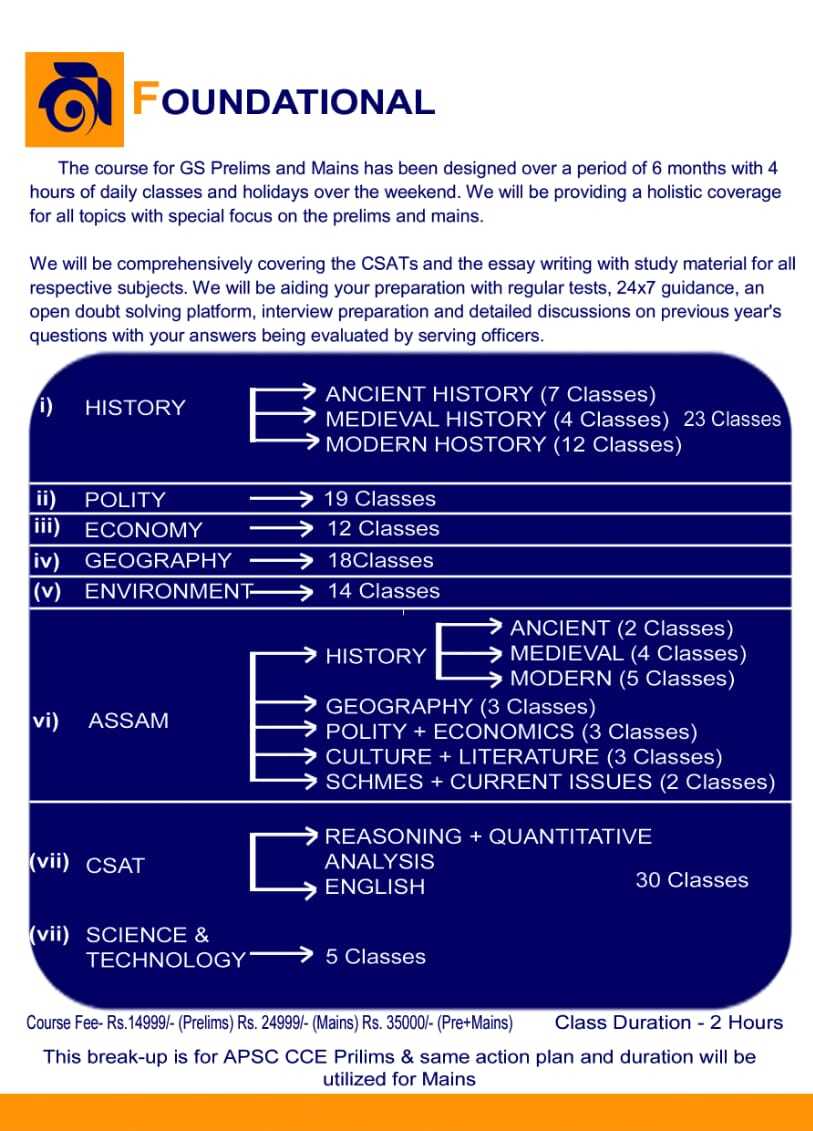 FOUNDATIONAL
The course for GS Prelims and Mains has been designed over a period of 6 months with 4
hours of daily classes and holidays over the weekend. We will be providing a holistic coverage
for all topics with special focus on the prelims and mains.
We will be comprehensively covering the CSATs and the essay writing with study material for all
respective subjects. We will be aiding your preparation with regular tests, 24x7 guidance, an
open doubt solving platform, interview preparation and detailed discussions on previous year's
questions with your answers being evaluated by serving officers.
i) HISTORY
ANCIENT HISTORY (7 Classes)
MEDIEVAL HISTORY (4 Classes) 23 Classes
MODERN HOSTORY (12 Classes)
ii) POLITY 19 Classes
iii) ECONOMY 12 Classes
iv) GEOGRAPHY 18Classes
(v) ENVIRONMENT 14 Classes
vi) ASSAM
HISTORY
ANCIENT (2 Classes)
MEDIEVAL (4 Classes)
MODERN (5 Classes)
GEOGRAPHY (3 Classes)
POLITY + ECONOMICS (3 Classes)
CULTURE + LITERATURE (3 Classes)
SCHMES + CURRENT ISSUES (2 Classes)
(vii) CSAT
REASONING + QUANTITATIVE
ANALYSIS
ENGLISH
30 Classes
(vii) SCIENCE &
TECHNOLOGY 5 Classes
Course Fee- Rs.14999/- (Prelims) Rs. 24999/- (Mains) Rs. 35000/- (Pre+Mains) Class Duration - 2 Hours
This break-up is for APSC CCE Prilims & same action plan and duration will be
utilized for Mains